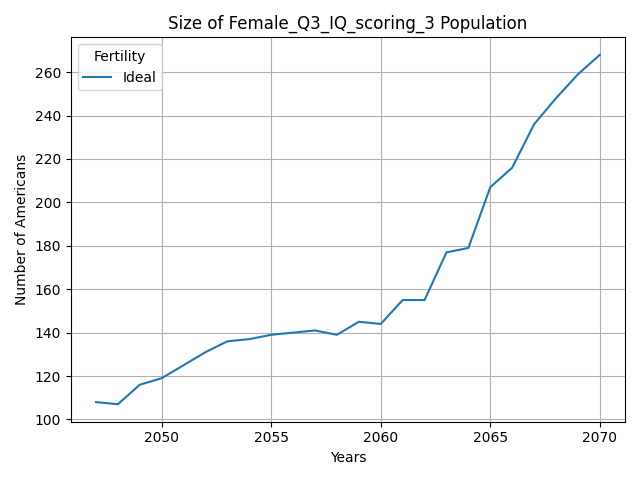 Size of Female_Q3_IQ_scoring_3 Population
Fertility
Ideal
Number of Americans
260
240
220
200
180
160
140
120
100
2050 2055 2060 2065 2070
Years